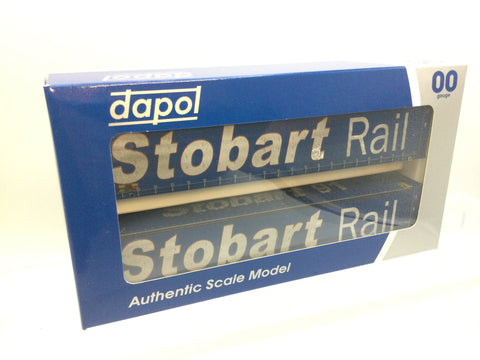 dapol
00
gauge
Stobart Rail
Stobart Rail
Authentic Scale Model